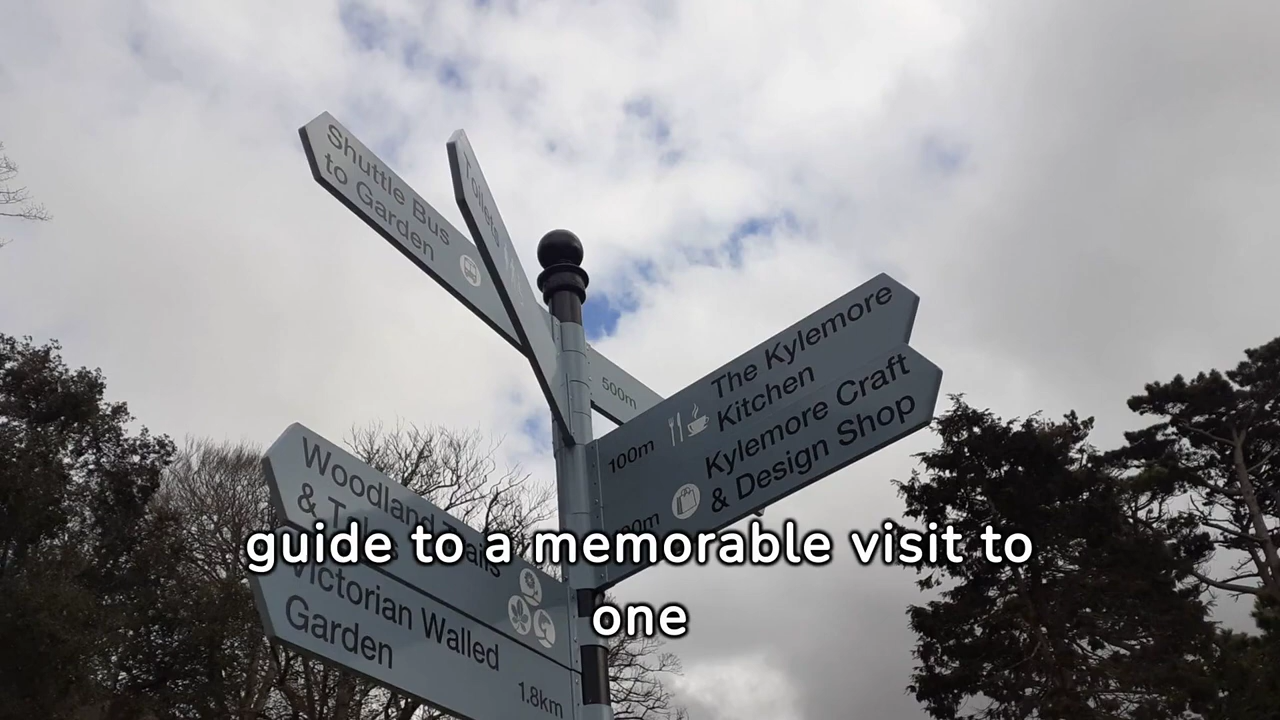 Shuttle Bus
to Garden
Toilets
500m
The Kylemore
Kitchen
100m
Kylemore Craft
& Design Shop
Woodland Trails
&
Victorian Walled
Garden
1.8km
guide to a memorable visit to
one